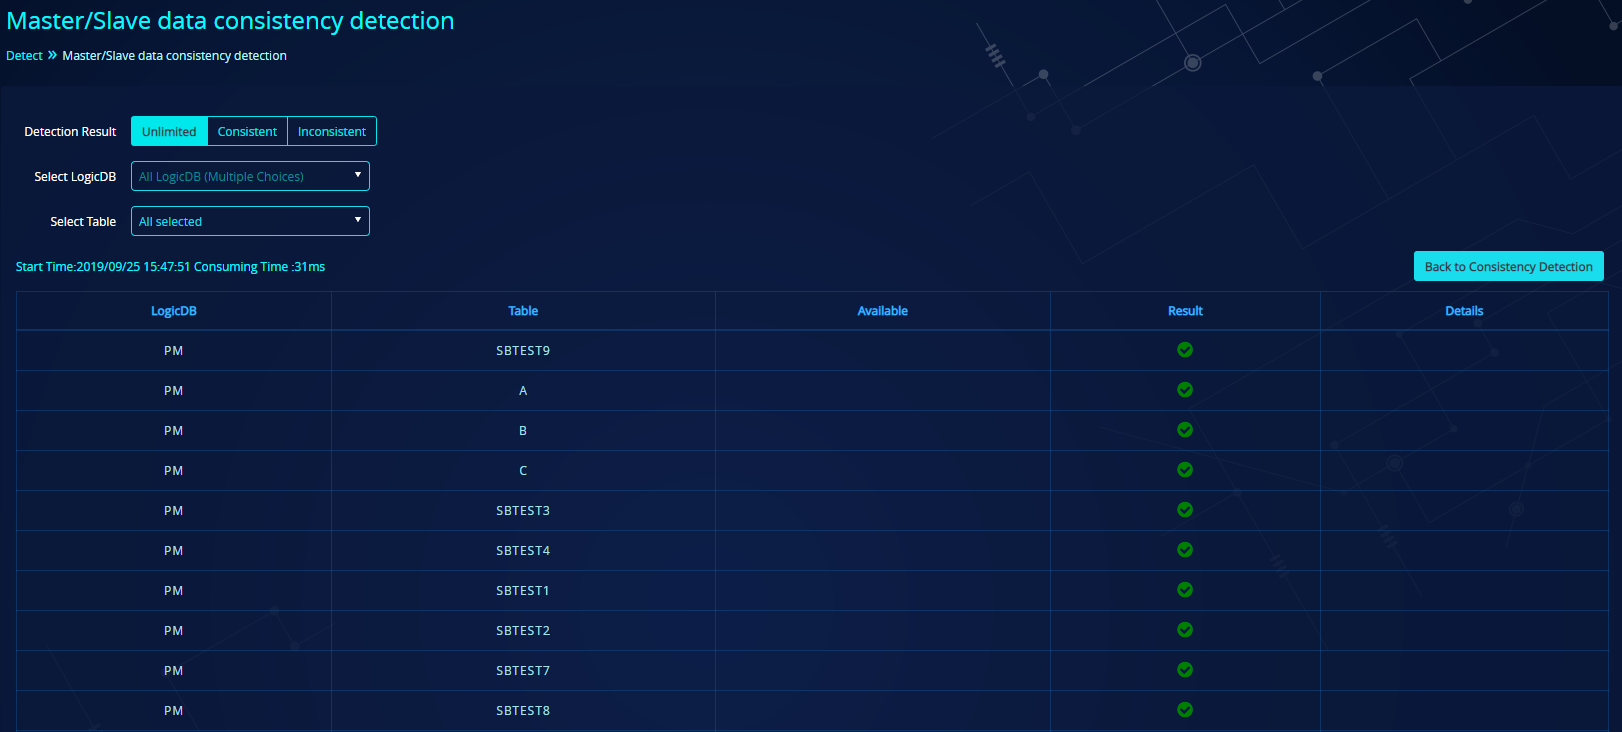 Master/Slave data consistency detection
Detect » Master/Slave data consistency detection
Detection Result Unlimited Consistent Inconsistent
Select LogicDB All LogicDB (Multiple Choices)
Select Table All selected
Start Time:2019/09/25 15:47:51 Consuming Time :31ms Back to Consistency Detection
LogicDB Table Available Result Details
PM SBTEST9
PM A
PM B
PM C
PM SBTEST3
PM SBTEST4
PM SBTEST1
PM SBTEST2
PM SBTEST7
PM SBTEST8